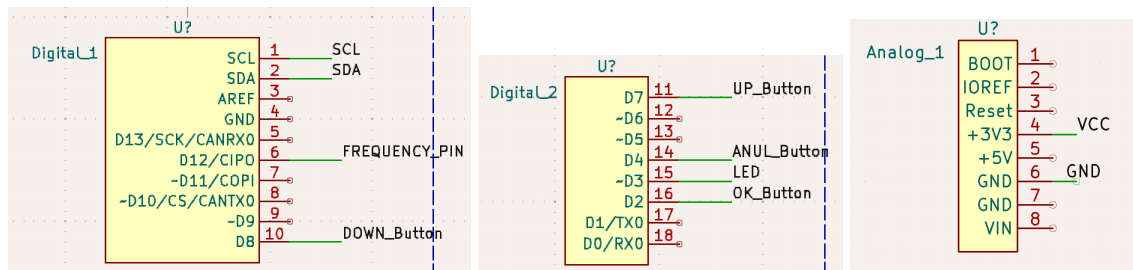 U?
Digital_1
SCL 1 SCL
SDA 2 SDA
AREF 3
GND 4
D13/SCK/CANRX0 5
D12/CIPO 6 FREQUENCY_PIN
~D11/COPI 7
~D10/CS/CANTX0 8
~D9 9
D8 10 DOWN_Button
U?
Digital_2
D7 11 UP_Button
~D6 12
~D5 13
D4 14 ANUL_Button
~D3 15 LED
D2 16 OK_Button
D1/TX0 17
D0/RX0 18
U?
Analog_1
BOOT 1
IOREF 2
Reset 3
+3V3 4 VCC
+5V 5
GND 6 GND
GND 7
VIN 8